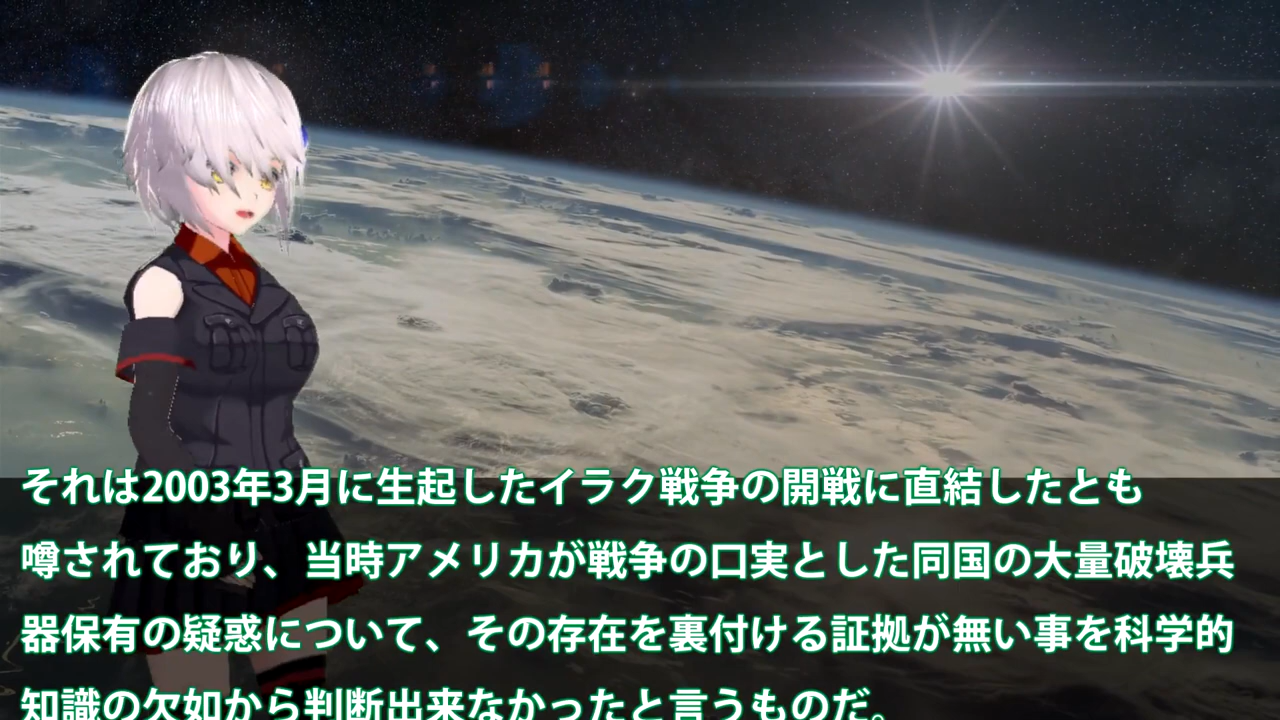 それは2003年3月に生起したイラク戦争の開戦に直結したとも
噂されており、当時アメリカが戦争の口実とした同国の大量破壊兵
器保有の疑惑について、その存在を裏付ける証拠が無い事を科学的
知識の欠如から判断出来なかったと言うものだ。